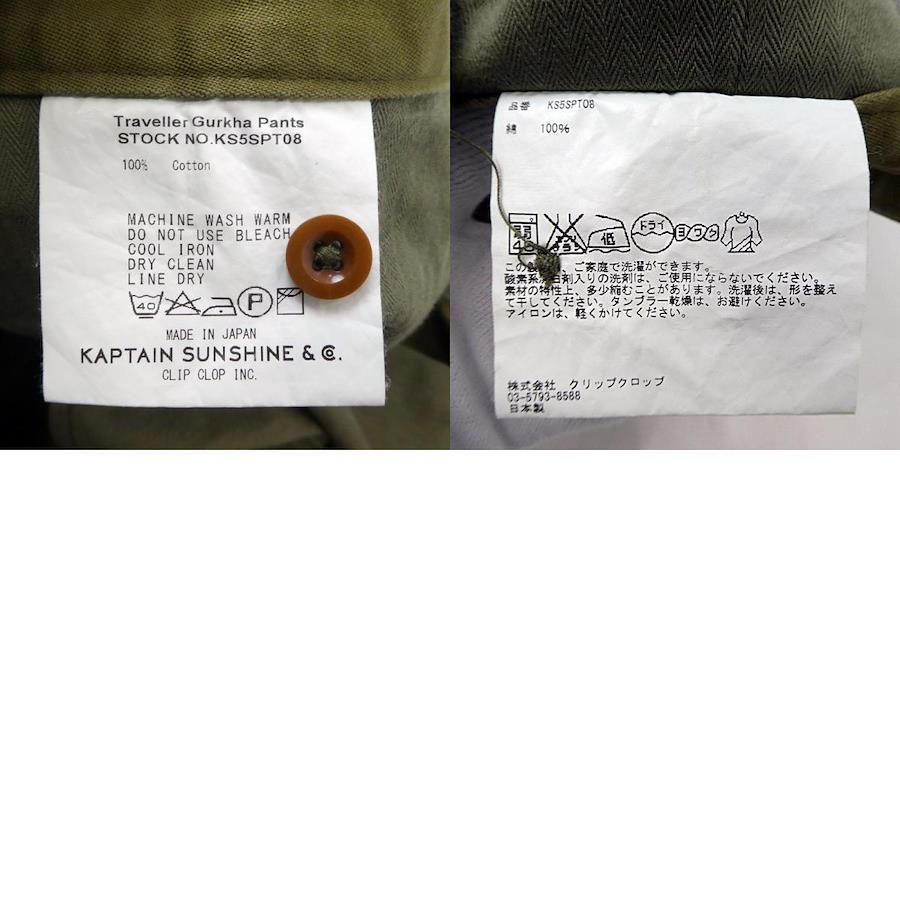 Traveller Gurkha Pants
STOCK NO.KS5SPT08
100% Cotton
MACHINE WASH WARM
DO NOT USE BLEACH
COOL IRON
DRY CLEAN
LINE DRY
40 P
MADE IN JAPAN
KAPTAIN SUNSHINE & Co.
CLIP CLOP INC.
品番 KS5SPT08
綿 100%
弱 40 低 ドライ ヨワク
この製品は、ご家庭で洗濯ができます。
酸素系漂白剤入りの洗剤は、ご使用にならないでください。
素材の特性上、多少縮むことがあります。洗濯後は、形を整え
て干してください。タンブラー乾燥は、お避けください。
アイロンは、軽くかけてください。
株式会社 クリップクロップ
03-5793-8588
日本製